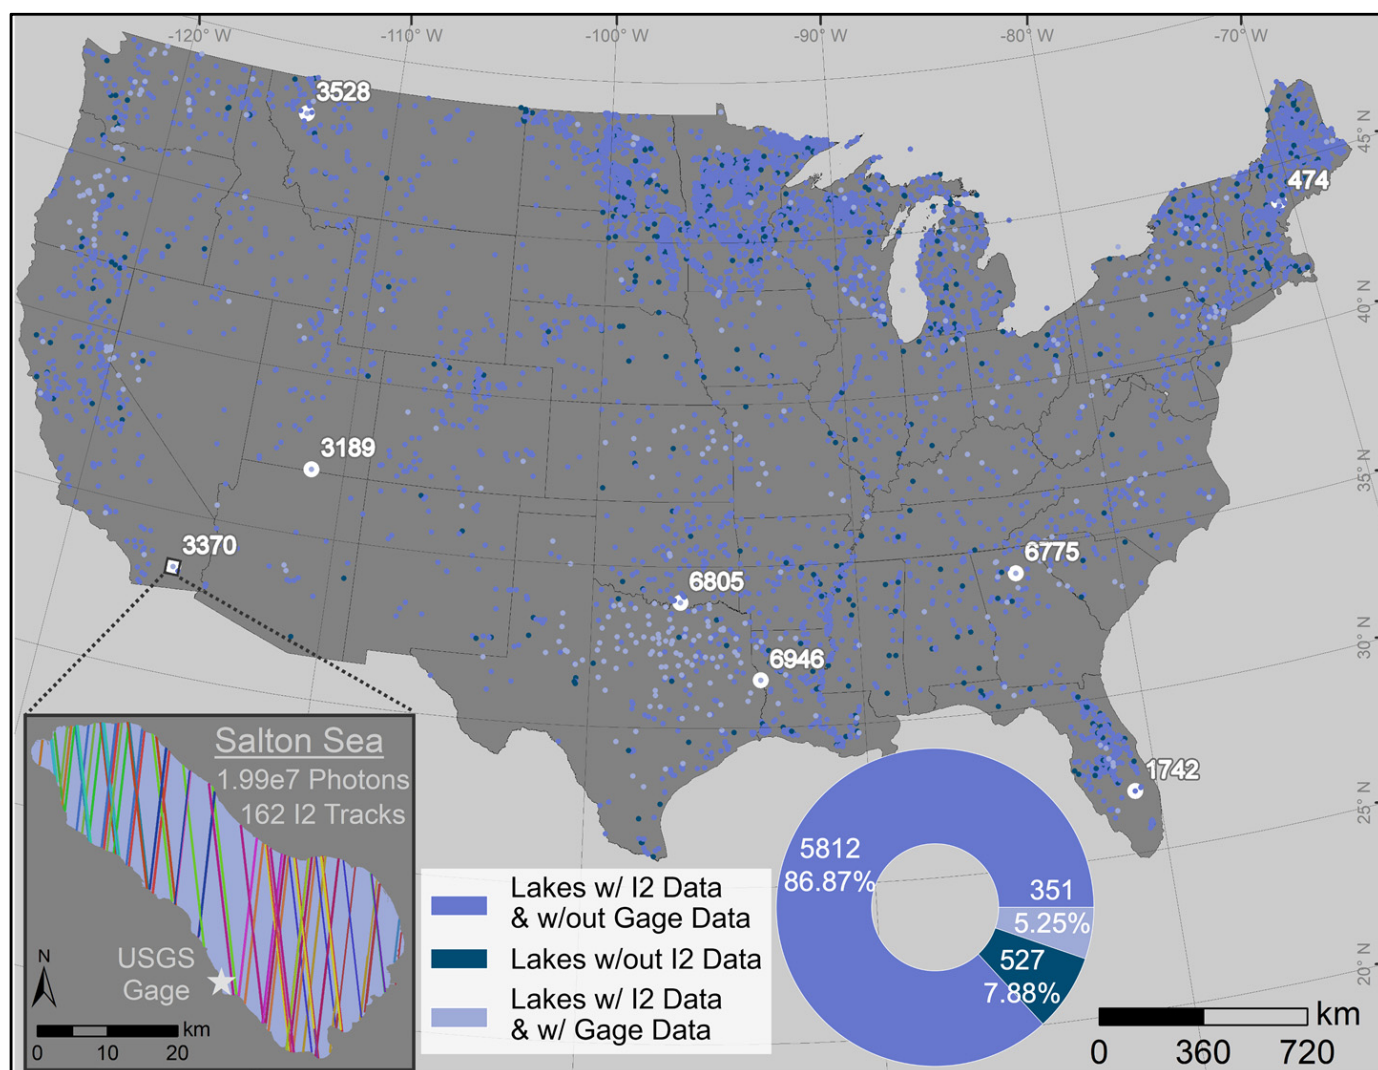 -120° W
-110° W
-100° W
-90° W
-80° W
-70° W
45° N
40° N
35° N
30° N
25° N
20° N
3528
474
3189
3370
6775
6805
6946
1742
Salton Sea
1.99e7 Photons
162 I2 Tracks
USGS
Gage
N
km
0 10 20
Lakes w/ I2 Data
& w/out Gage Data
Lakes w/out I2 Data
Lakes w/ I2 Data
& w/ Gage Data
5812
86.87%
351
5.25%
527
7.88%
km
0 360 720